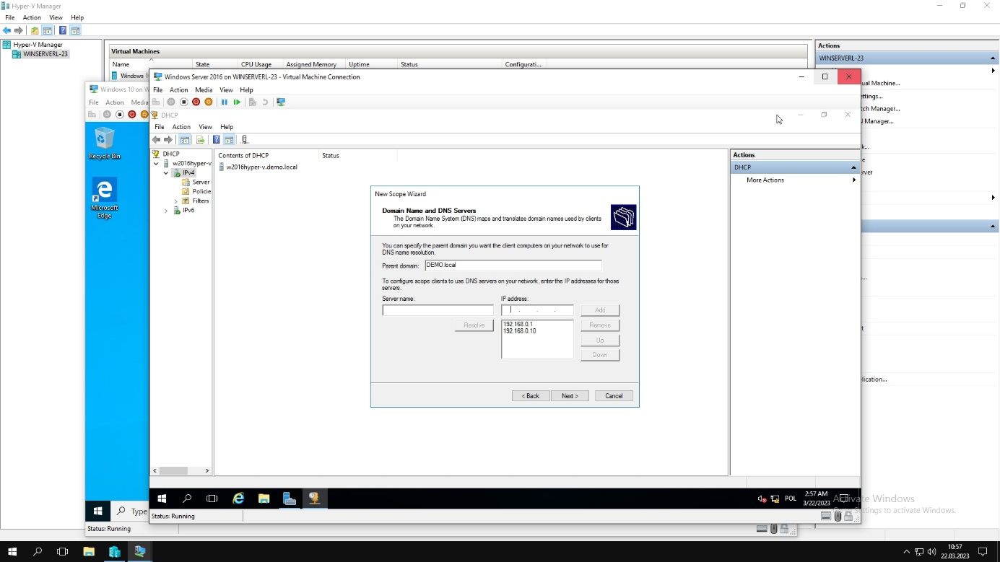 Hyper-V Manager
File Action View Help
Hyper-V Manager
WINSERVERL-23
Virtual Machines
Name State CPU Usage Assigned Memory Uptime Status Configurati...
Windows 1
Actions
WINSERVERL-23
ual Machine...
ettings...
tch Manager...
N Manager...
k...
te
erver
t
lication...
Windows 10 on W
File Action Media
Recycle Bin
Microsoft
Edge
Type
Status: Running
Windows Server 2016 on WINSERVERL-23 - Virtual Machine Connection
File Action Media View Help
DHCP
File Action View Help
DHCP
w2016hyper-v
IPv4
Server
Policie
Filters
IPv6
Contents of DHCP Status
w2016hyper-v.demo.local
Actions
DHCP
More Actions
New Scope Wizard
Domain Name and DNS Servers
The Domain Name System (DNS) maps and translates domain names used by clients
on your network.
You can specify the parent domain you want the client computers on your network to use for
DNS name resolution.
Parent domain: DEMO.local
To configure scope clients to use DNS servers on your network, enter the IP addresses for those
servers.
Server name: IP address:
Add
Resolve
192.168.0.1
192.168.0.10
Remove
Up
Down
< Back Next > Cancel
POL
2:57 AM
3/22/2023
Status: Running
Activate Windows
Go to Settings to activate Windows.
10:57
22.03.2023